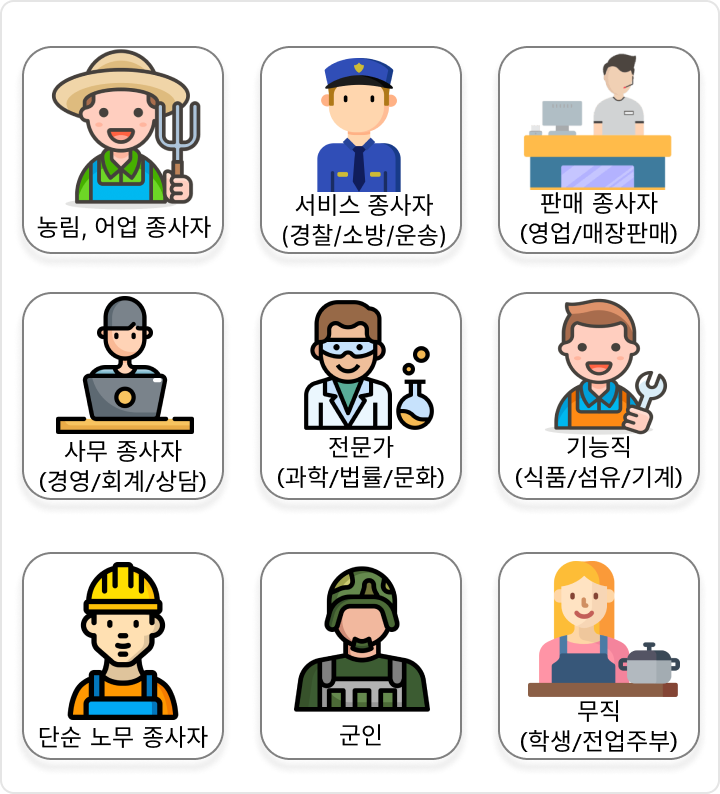 농림, 어업 종사자
서비스 종사자
(경찰/소방/운송)
판매 종사자
(영업/매장판매)
사무 종사자
(경영/회계/상담)
전문가
(과학/법률/문화)
기능직
(식품/섬유/기계)
단순 노무 종사자
군인
무직
(학생/전업주부)